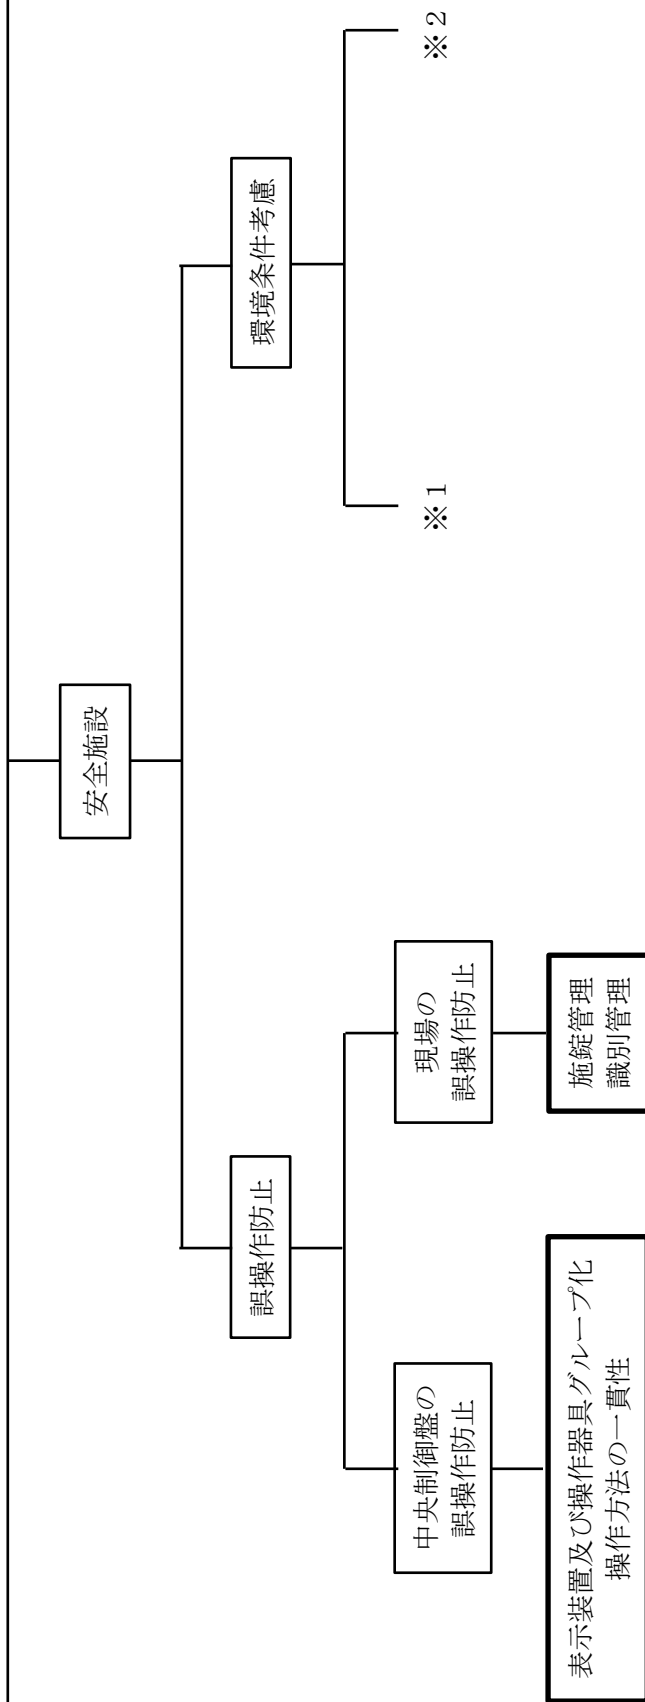 安全施設
誤操作防止
環境条件考慮
中央制御盤の
誤操作防止
現場の
誤操作防止
※1
※2
表示装置及び操作器具グループ化
操作方法の一貫性
施錠管理
識別管理